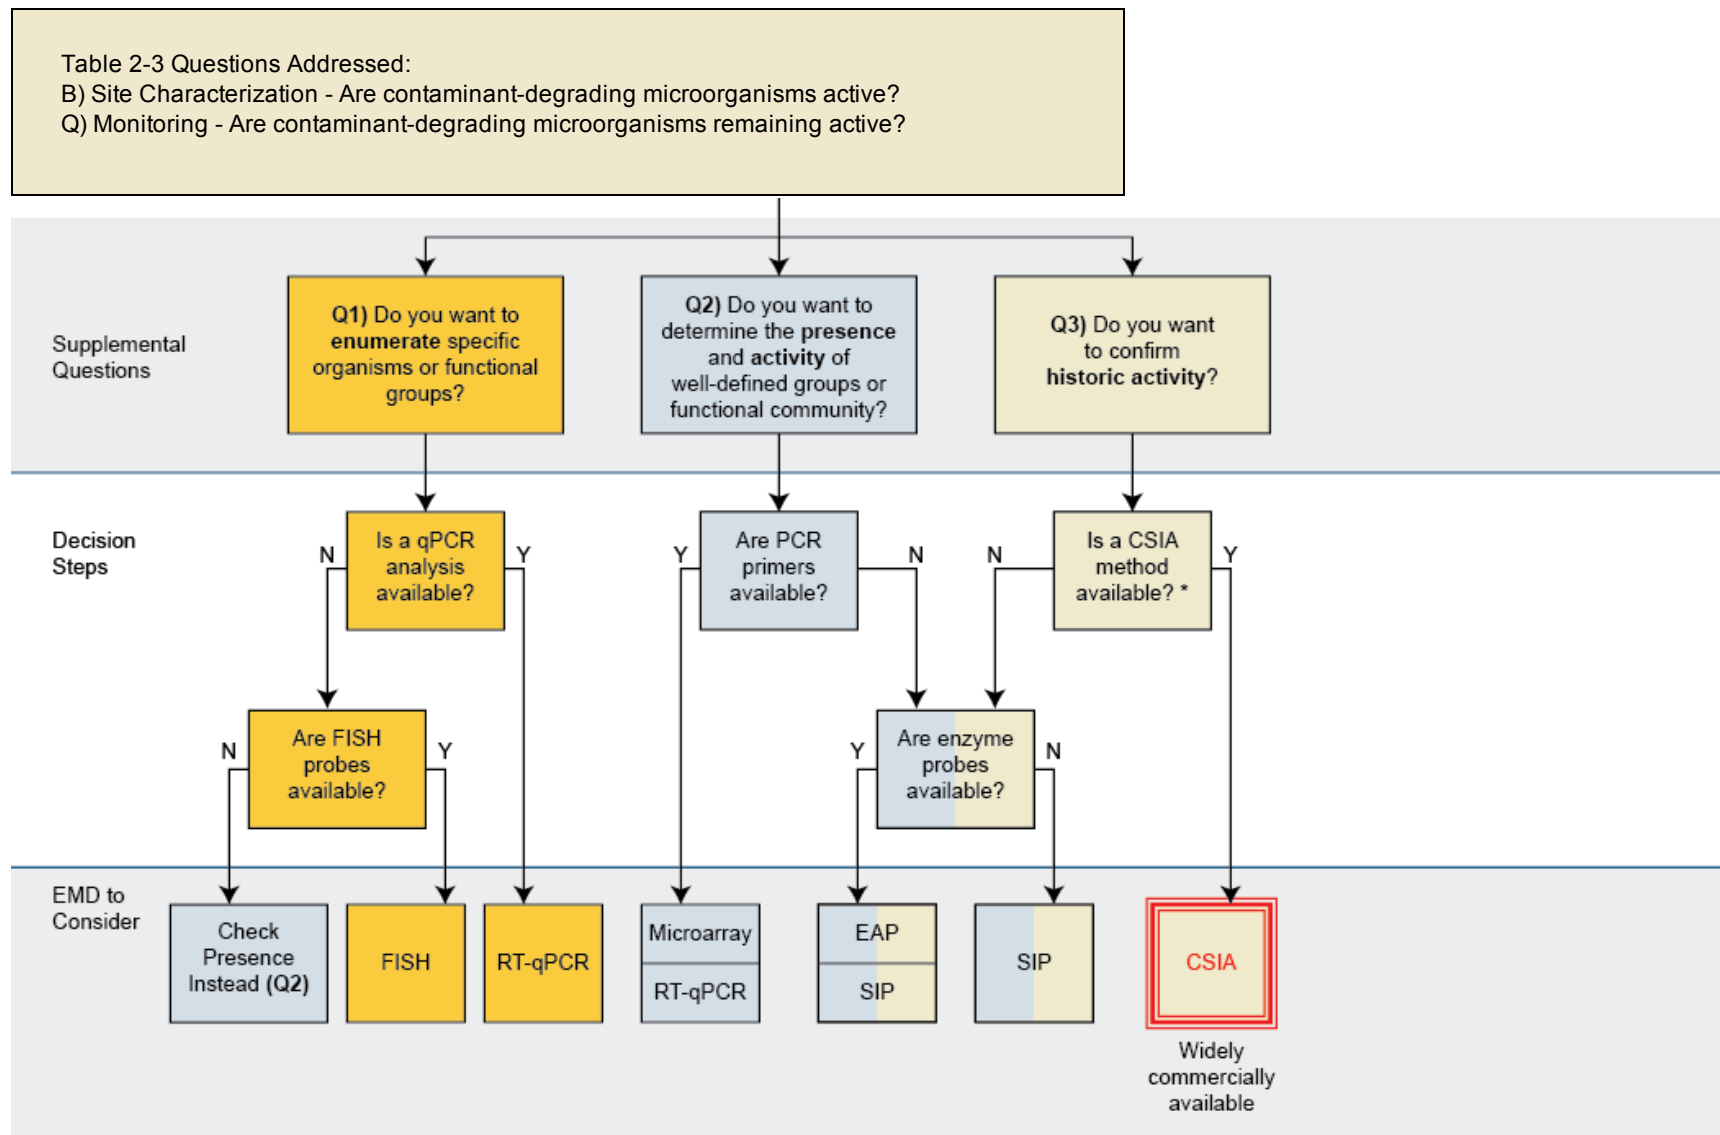 Table 2-3 Questions Addressed:
B) Site Characterization - Are contaminant-degrading microorganisms active?
Q) Monitoring - Are contaminant-degrading microorganisms remaining active?
Supplemental
Questions
Q1) Do you want to
enumerate specific
organisms or functional
groups?
Q2) Do you want to
determine the presence
and activity of
well-defined groups or
functional community?
Q3) Do you want
to confirm
historic activity?
Decision
Steps
N
Is a qPCR
analysis
available?
Y
Y
Are PCR
primers
available?
N
N
Is a CSIA
method
available? *
Y
N
Are FISH
probes
available?
Y
Y
Are enzyme
probes
available?
N
EMD to
Consider
Check
Presence
Instead (Q2)
FISH
RT-qPCR
Microarray
RT-qPCR
EAP
SIP
SIP
CSIA
Widely
commercially
available